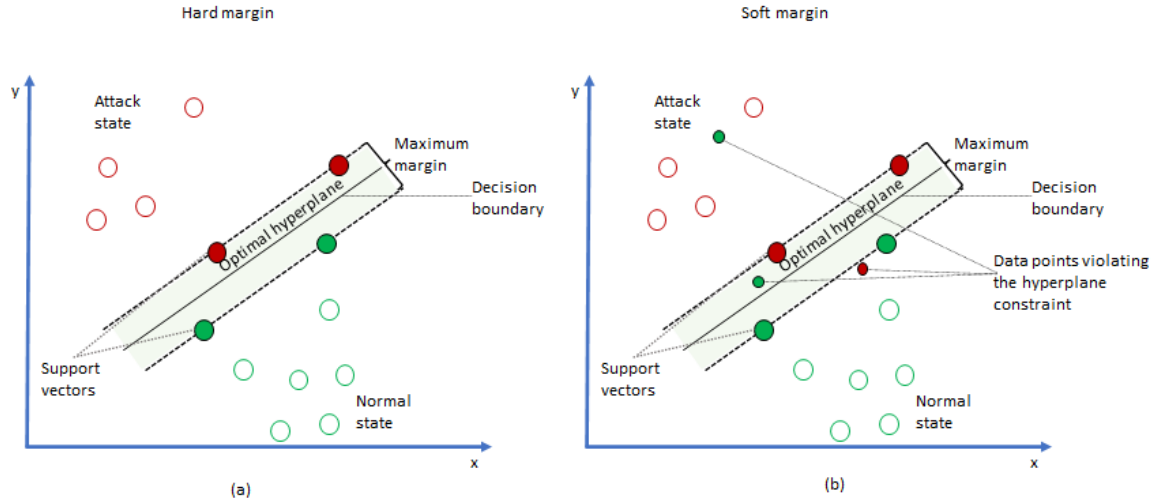 Hard margin
y
Attack
state
Maximum
margin
Decision
boundary
Optimal hyperplane
Support
vectors
Normal
state
x
(a)
Soft margin
y
Attack
state
Maximum
margin
Decision
boundary
Optimal hyperplane
Data points violating
the hyperplane
constraint
Support
vectors
Normal
state
x
(b)